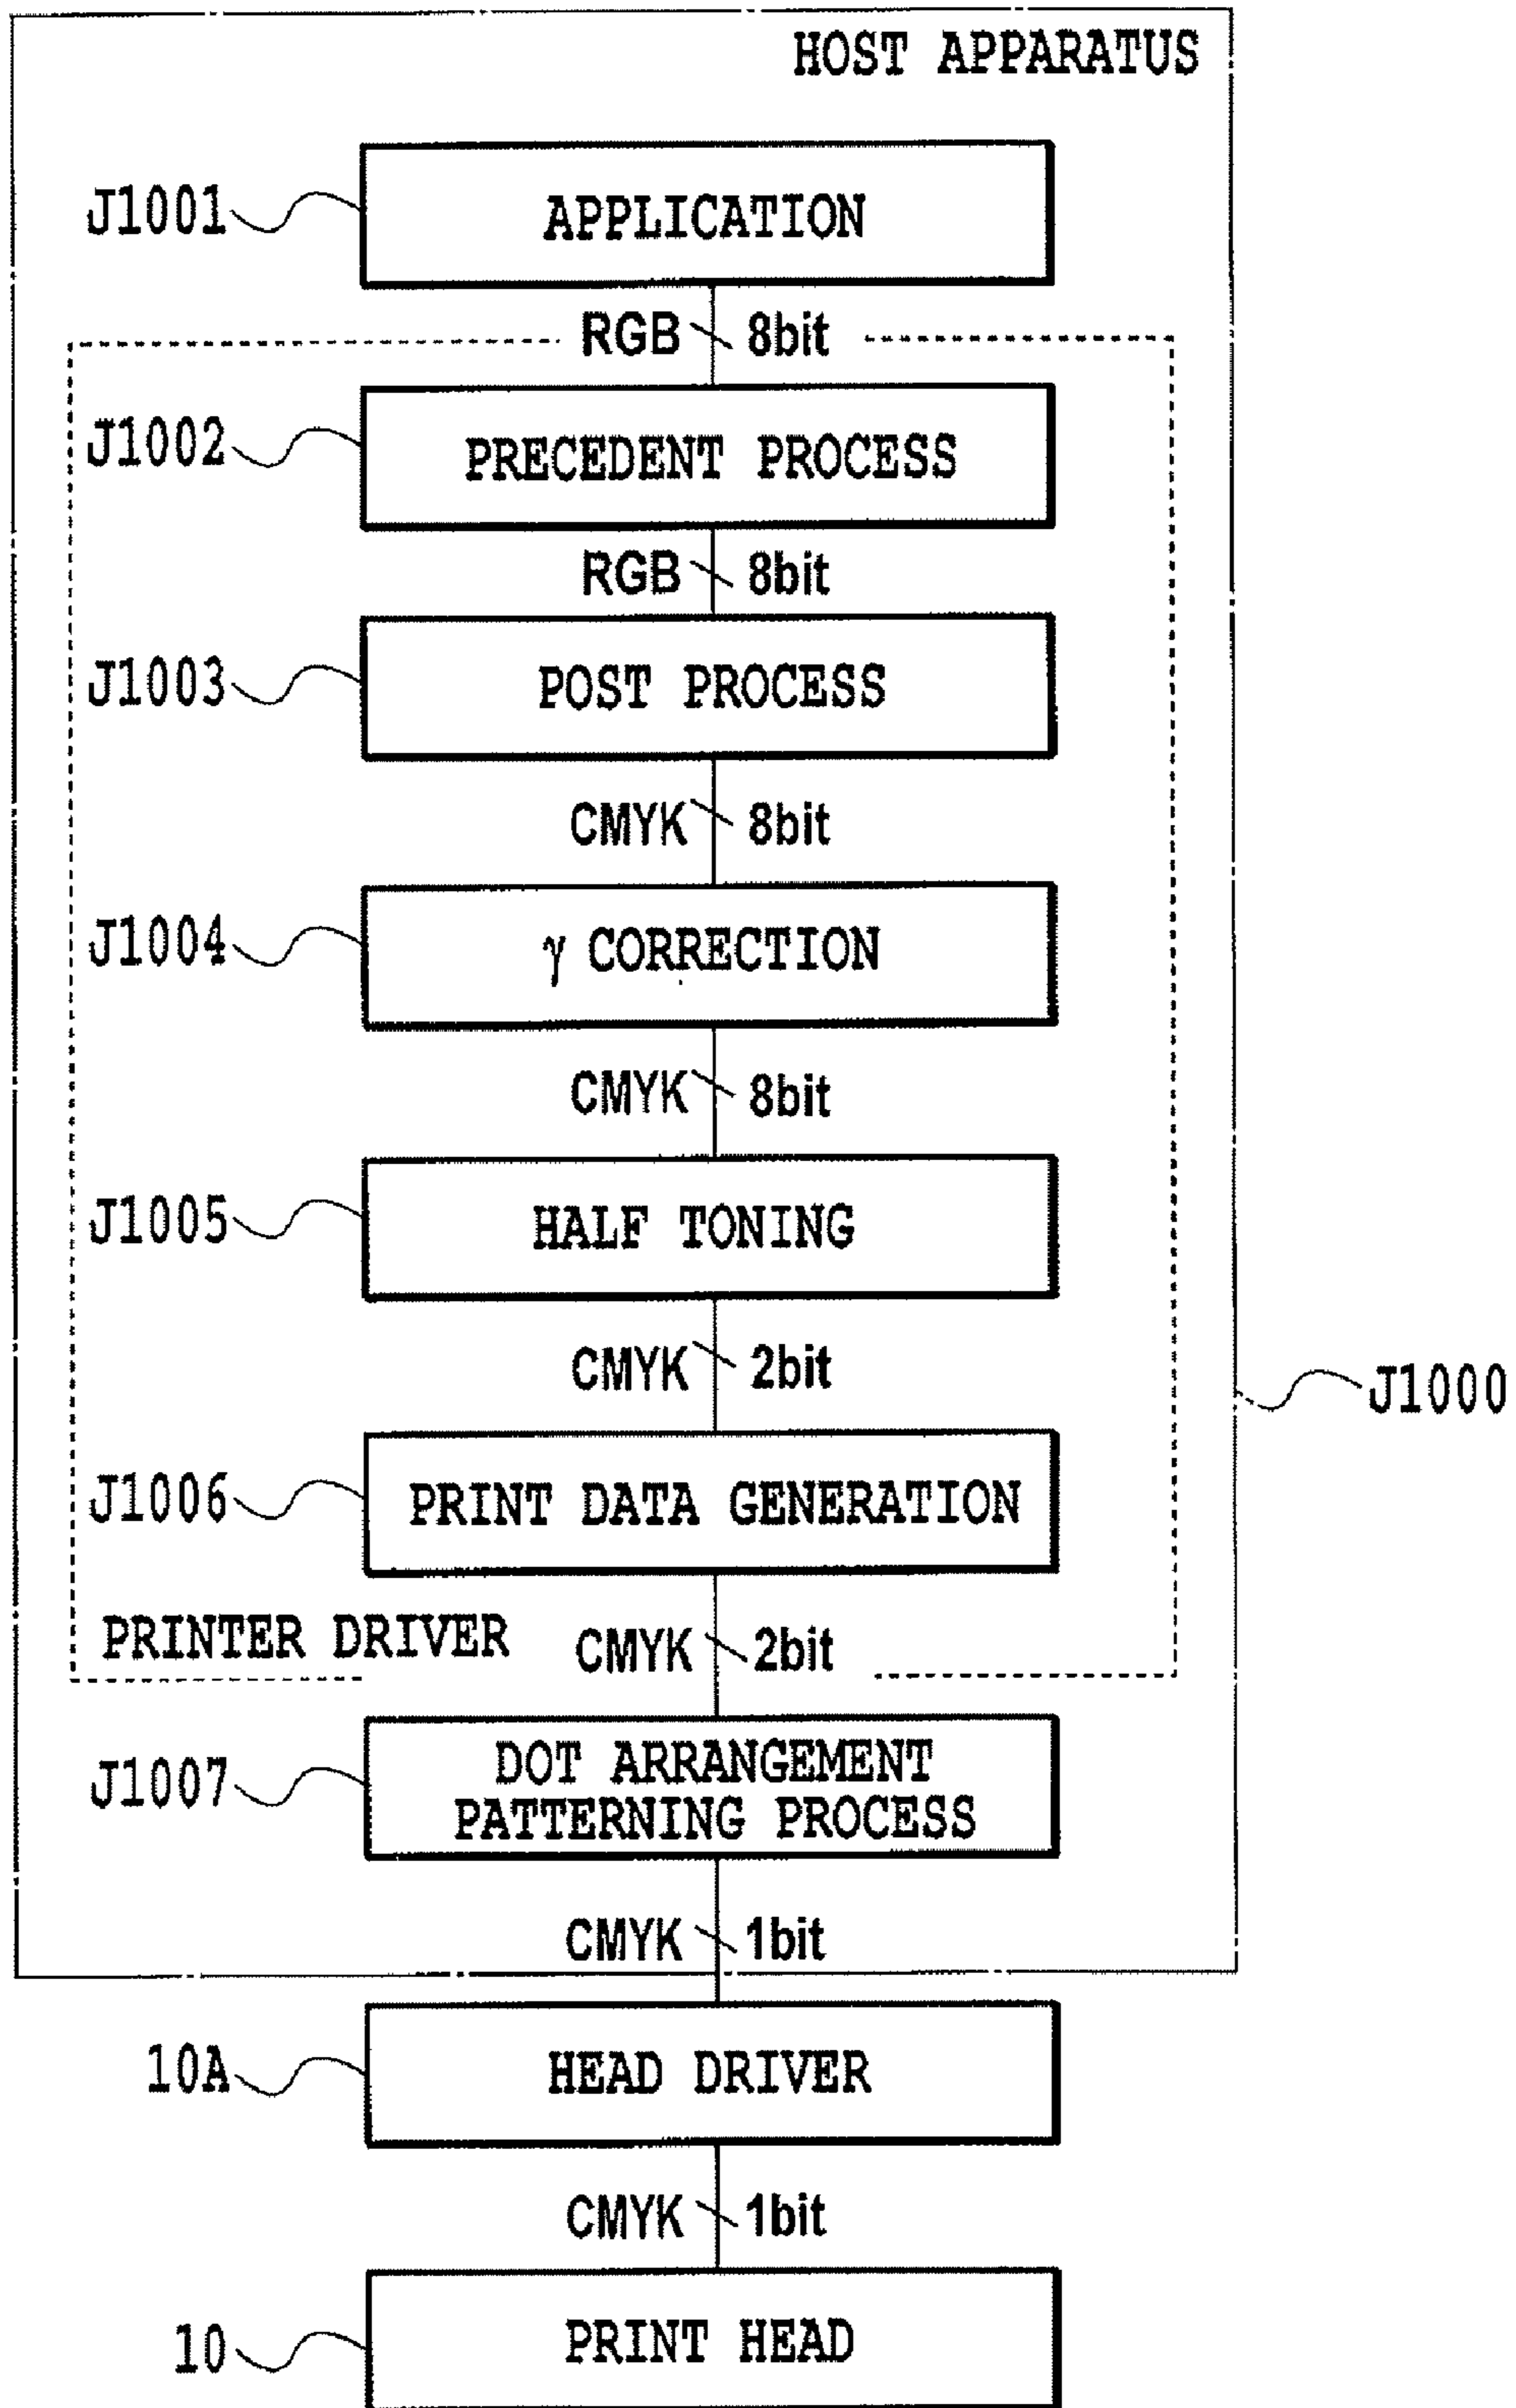 HOST APPARATUS
J1001
APPLICATION
RGB 8bit
J1002
PRECEDENT PROCESS
RGB 8bit
J1003
POST PROCESS
CMYK 8bit
J1004
γ CORRECTION
CMYK 8bit
J1005
HALF TONING
CMYK 2bit
J1000
J1006
PRINT DATA GENERATION
PRINTER DRIVER
CMYK 2bit
J1007
DOT ARRANGEMENT
PATTERNING PROCESS
CMYK 1bit
10A
HEAD DRIVER
CMYK 1bit
10
PRINT HEAD